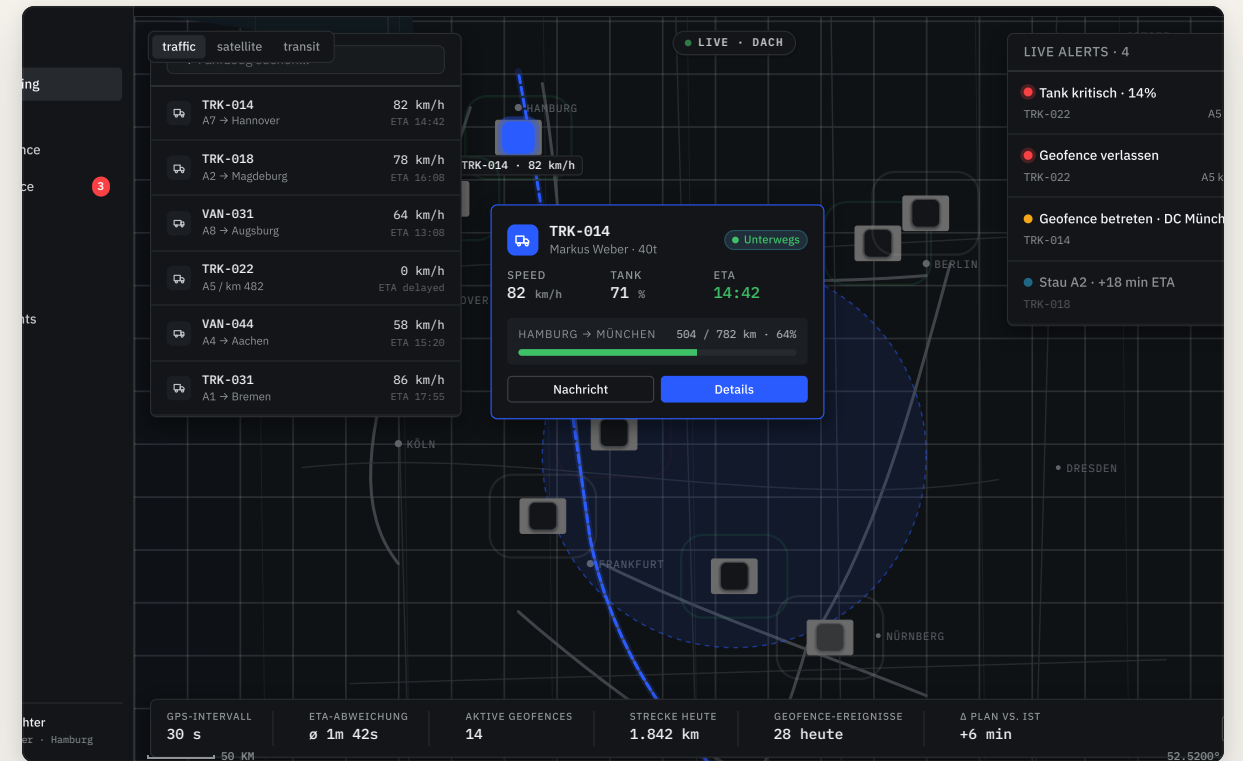 traffic satellite transit
LIVE · DACH
LIVE ALERTS · 4
ing
nce
ce
3
nts
hter
er · Hamburg
TRK-014 82 km/h
A7 → Hannover ETA 14:42
TRK-018 78 km/h
A2 → Magdeburg ETA 16:08
VAN-031 64 km/h
A8 → Augsburg ETA 13:08
TRK-022 0 km/h
A5 / km 482 ETA delayed
VAN-044 58 km/h
A4 → Aachen ETA 15:20
TRK-031 86 km/h
A1 → Bremen ETA 17:55
HAMBURG
TRK-014 · 82 km/h
OVER
BERLIN
KÖLN
DRESDEN
FRANKFURT
NÜRNBERG
TRK-014
Markus Weber · 40t
Unterwegs
SPEED TANK ETA
82 km/h 71 % 14:42
HAMBURG → MÜNCHEN 504 / 782 km · 64%
Nachricht Details
Tank kritisch · 14%
TRK-022 A5
Geofence verlassen
TRK-022 A5 k
Geofence betreten · DC Münch
TRK-014
Stau A2 · +18 min ETA
TRK-018
GPS-INTERVALL ETA-ABWEICHUNG AKTIVE GEOFENCES STRECKE HEUTE GEOFENCE-EREIGNISSE Δ PLAN VS. IST
30 s ø 1m 42s 14 1.842 km 28 heute +6 min
50 KM
52.5200°